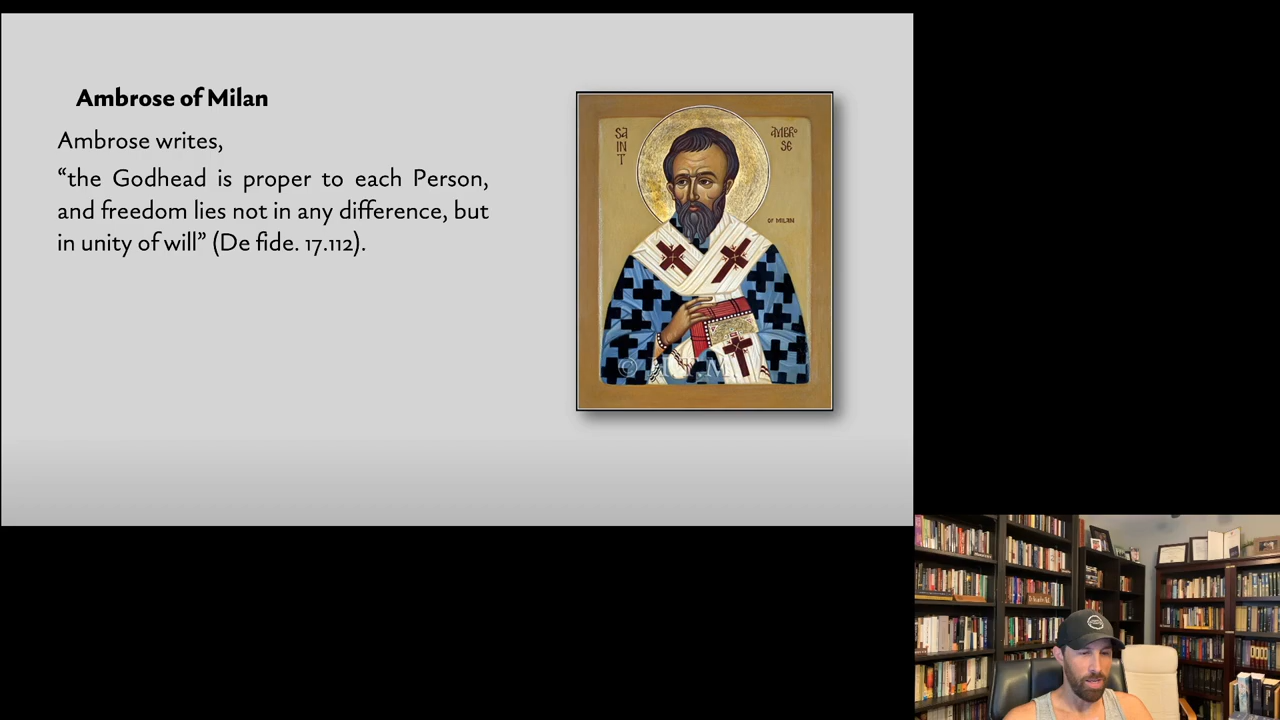 Ambrose of Milan
Ambrose writes,
“the Godhead is proper to each Person,
and freedom lies not in any difference, but
in unity of will” (De fide. 17.112).
SA
IN
T
AMBRO
SE
OF MILAN